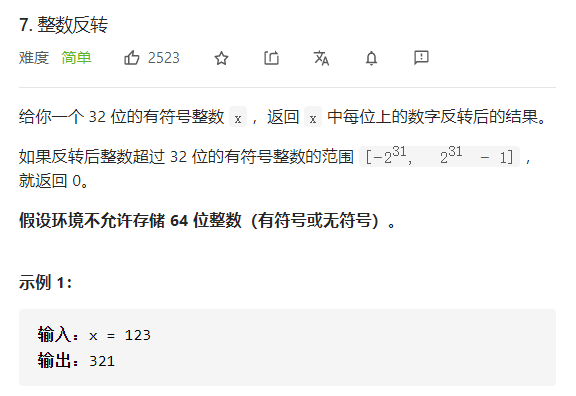 7. 整数反转
难度 简单 2523
给你一个 32 位的有符号整数 x ，返回 x 中每位上的数字反转后的结果。
如果反转后整数超过 32 位的有符号整数的范围 [−2³¹, 2³¹ − 1] ，
就返回 0。
假设环境不允许存储 64 位整数（有符号或无符号）。
示例 1：
输入：x = 123
输出：321